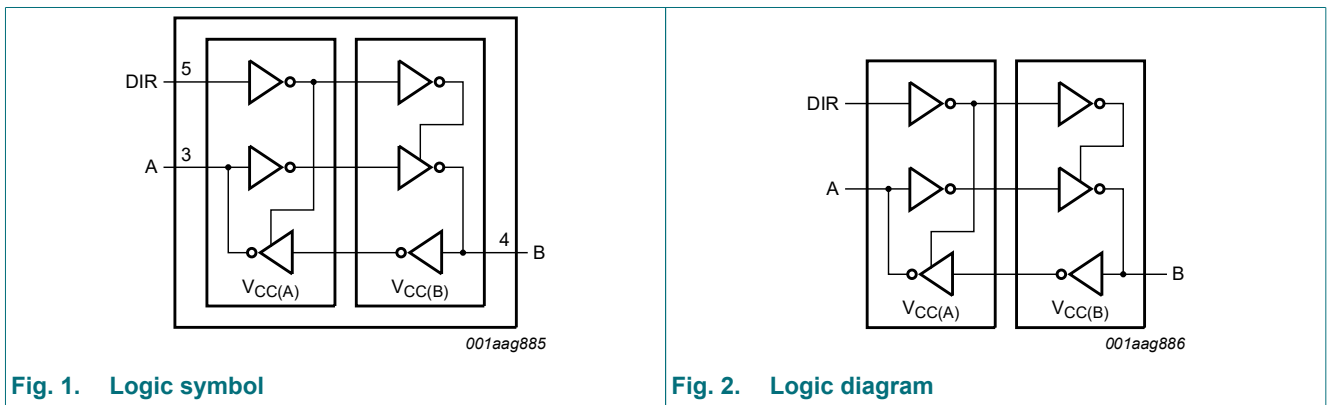 DIR 5
A 3
4 B
VCC(A) VCC(B)
001aag885
Fig. 1. Logic symbol
DIR
A
B
VCC(A) VCC(B)
001aag886
Fig. 2. Logic diagram